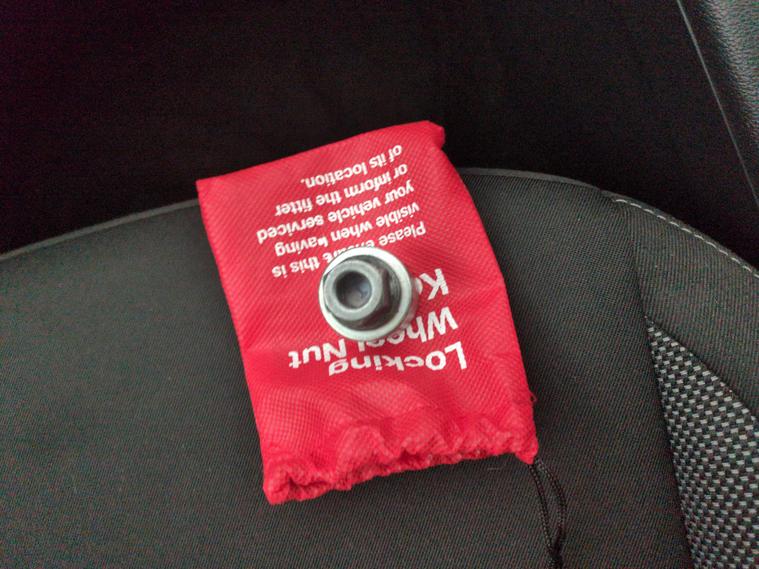 Locking
Wheel Nut
Please ensure this is
visible when having
your vehicle serviced
or inform the fitter
of its location.